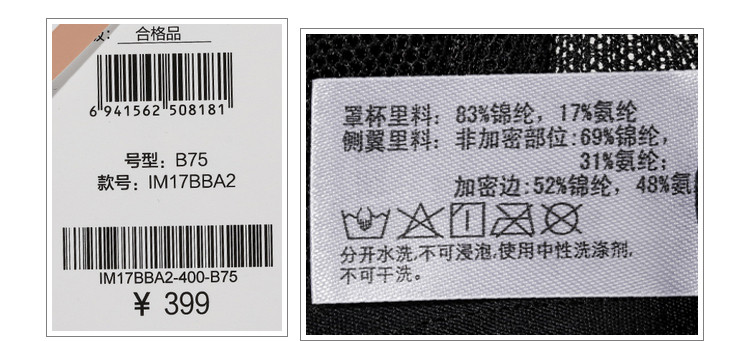 合格品
6 941562 508181
号型：B75
款号：IM17BBA2
IM17BBA2-400-B75
¥ 399
罩杯里料：83%锦纶，17%氨纶
侧翼里料：非加密部位:69%锦纶，
31%氨纶；
加密边:52%锦纶，48%氨
分开水洗,不可浸泡,使用中性洗涤剂,
不可干洗。